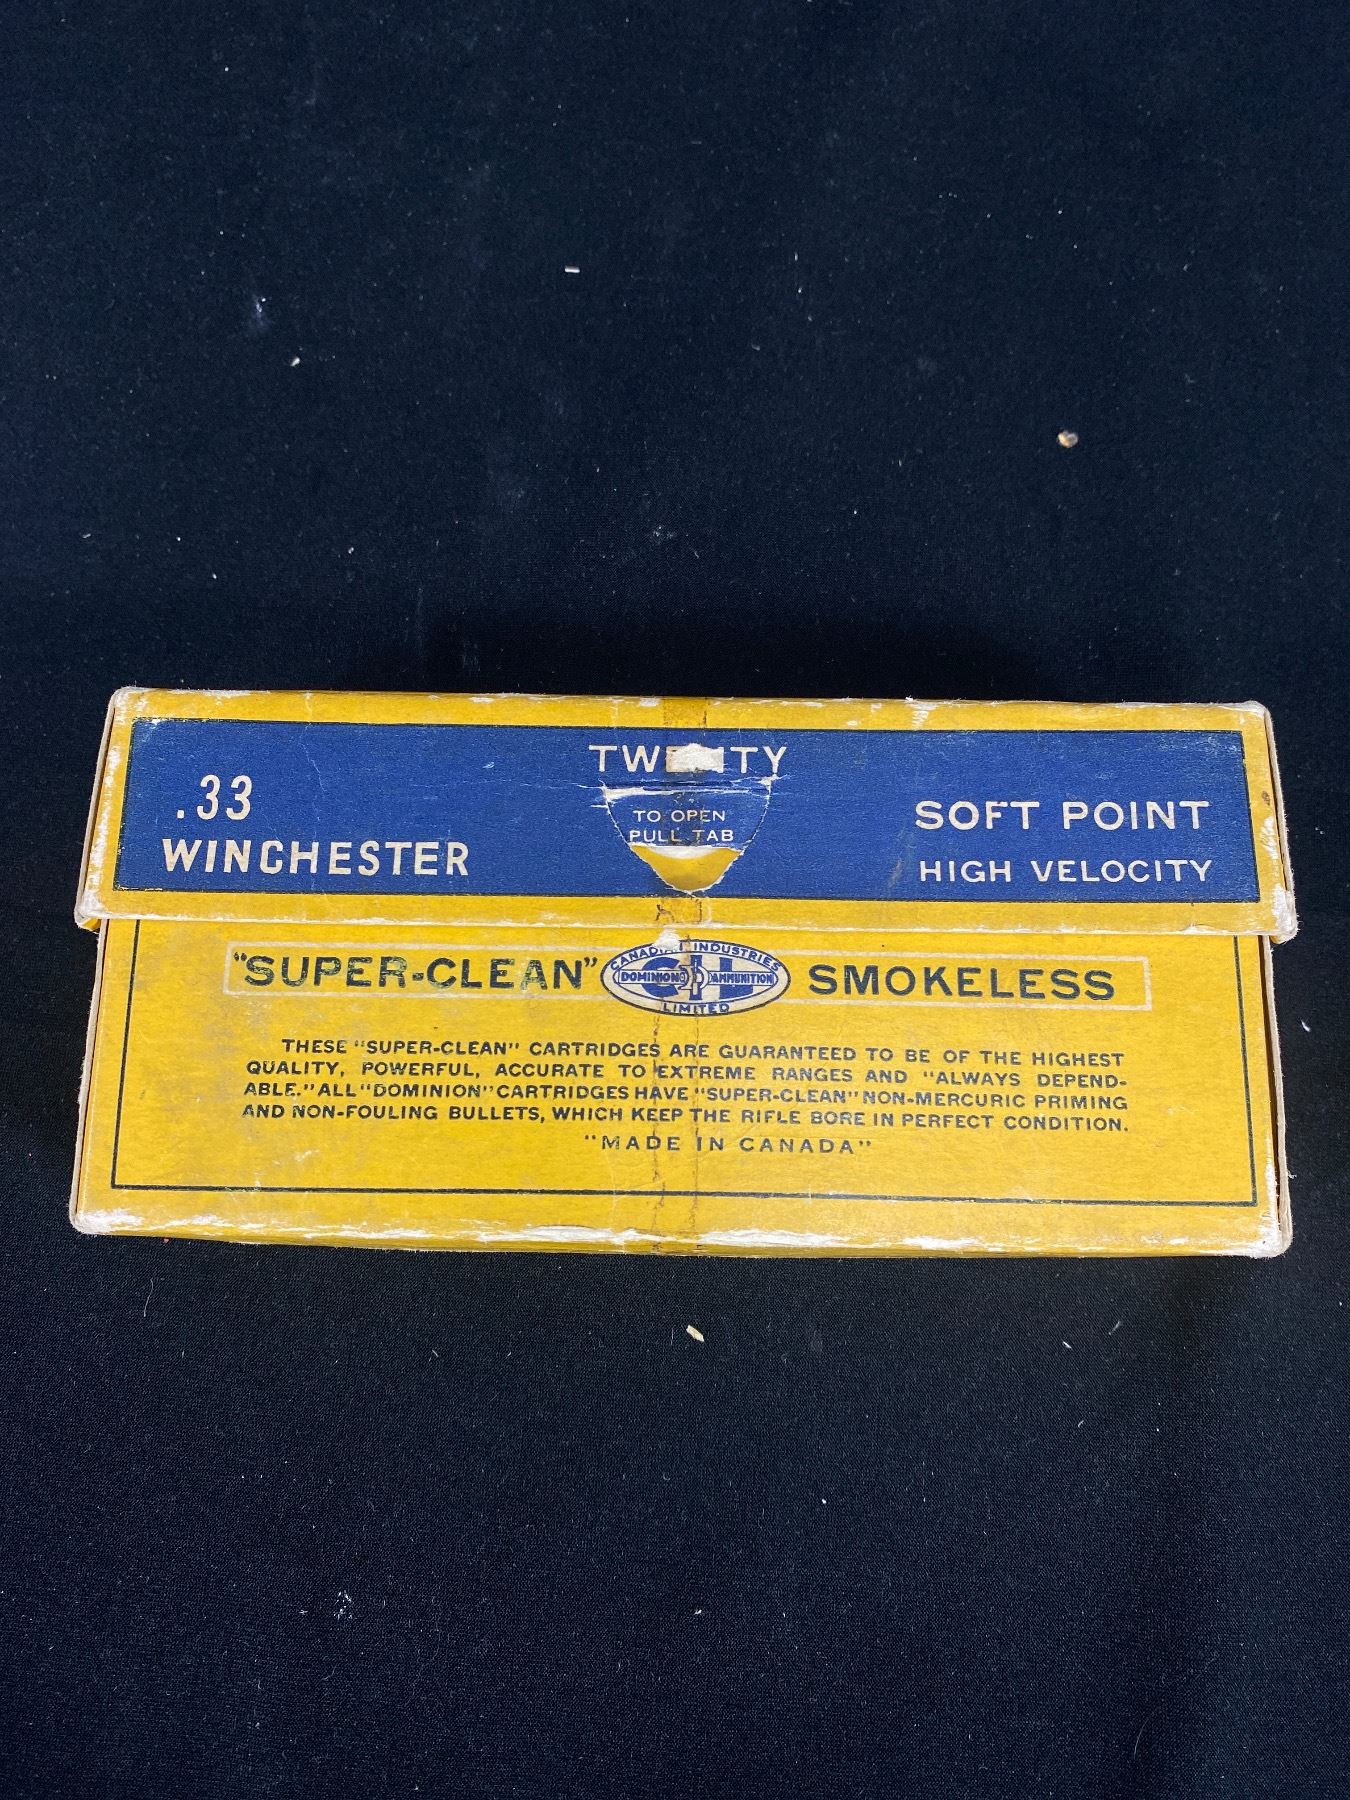 TWENTY
.33
WINCHESTER
TO OPEN
PULL TAB
SOFT POINT
HIGH VELOCITY
"SUPER-CLEAN"
CANADIAN INDUSTRIES
DOMINION AMMUNITION
CIL
LIMITED
SMOKELESS
THESE "SUPER-CLEAN" CARTRIDGES ARE GUARANTEED TO BE OF THE HIGHEST
QUALITY, POWERFUL, ACCURATE TO EXTREME RANGES AND "ALWAYS DEPEND-
ABLE." ALL "DOMINION" CARTRIDGES HAVE "SUPER-CLEAN" NON-MERCURIC PRIMING
AND NON-FOULING BULLETS, WHICH KEEP THE RIFLE BORE IN PERFECT CONDITION.
"MADE IN CANADA"